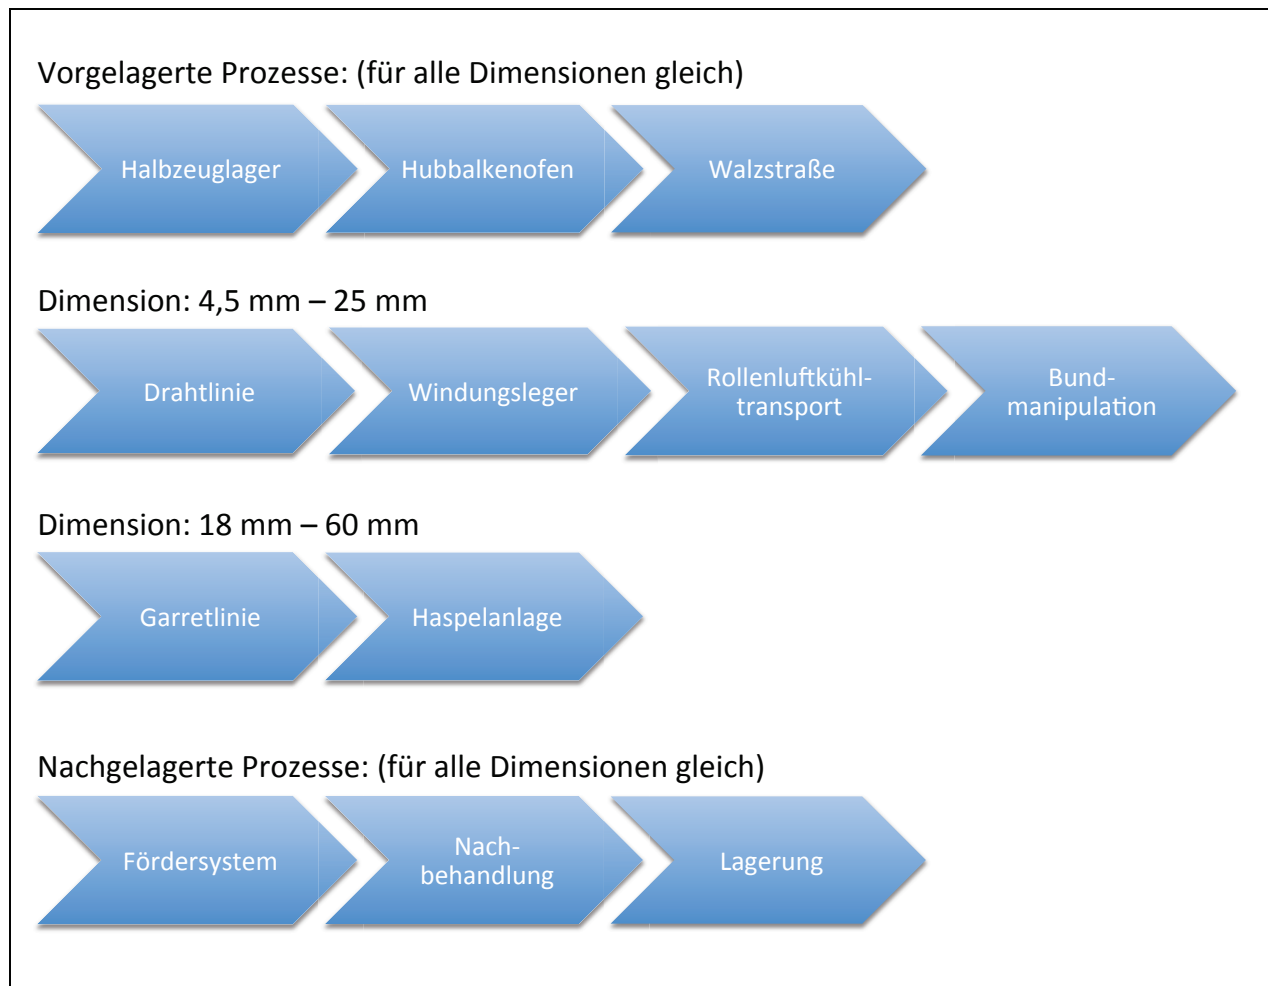 Vorgelagerte Prozesse: (für alle Dimensionen gleich)
Halbzeuglager
Hubbalkenofen
Walzstraße
Dimension: 4,5 mm – 25 mm
Drahtlinie
Windungsleger
Rollenluftkühl-
transport
Bund-
manipulation
Dimension: 18 mm – 60 mm
Garretlinie
Haspelanlage
Nachgelagerte Prozesse: (für alle Dimensionen gleich)
Fördersystem
Nach-
behandlung
Lagerung